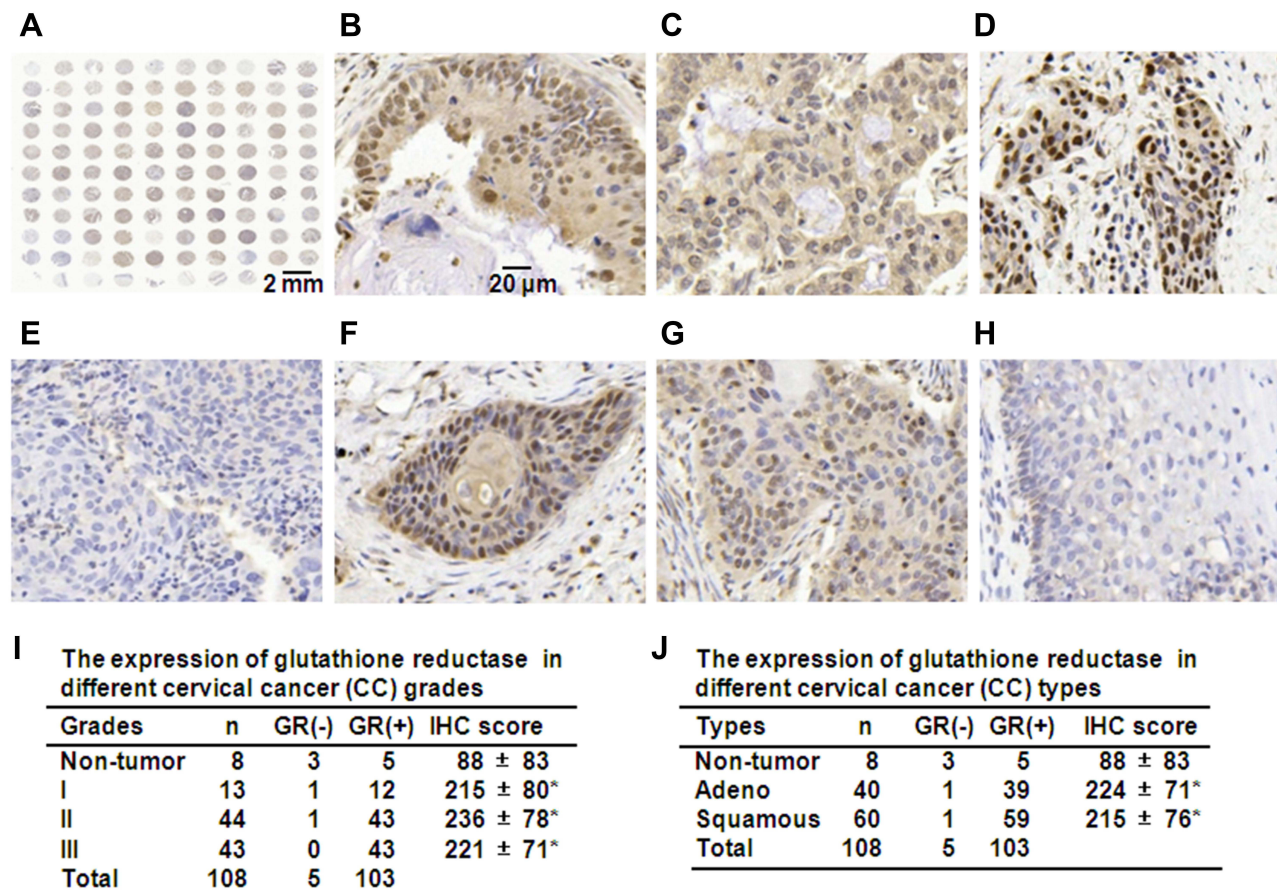 A B C D
2 mm
20 μm
E F G H
I
The expression of glutathione reductase in
different cervical cancer (CC) grades
Grades n GR(-) GR(+) IHC score
Non-tumor 8 3 5 88 ± 83
I 13 1 12 215 ± 80*
II 44 1 43 236 ± 78*
III 43 0 43 221 ± 71*
Total 108 5 103
J
The expression of glutathione reductase in
different cervical cancer (CC) types
Types n GR(-) GR(+) IHC score
Non-tumor 8 3 5 88 ± 83
Adeno 40 1 39 224 ± 71*
Squamous 60 1 59 215 ± 76*
Total 108 5 103